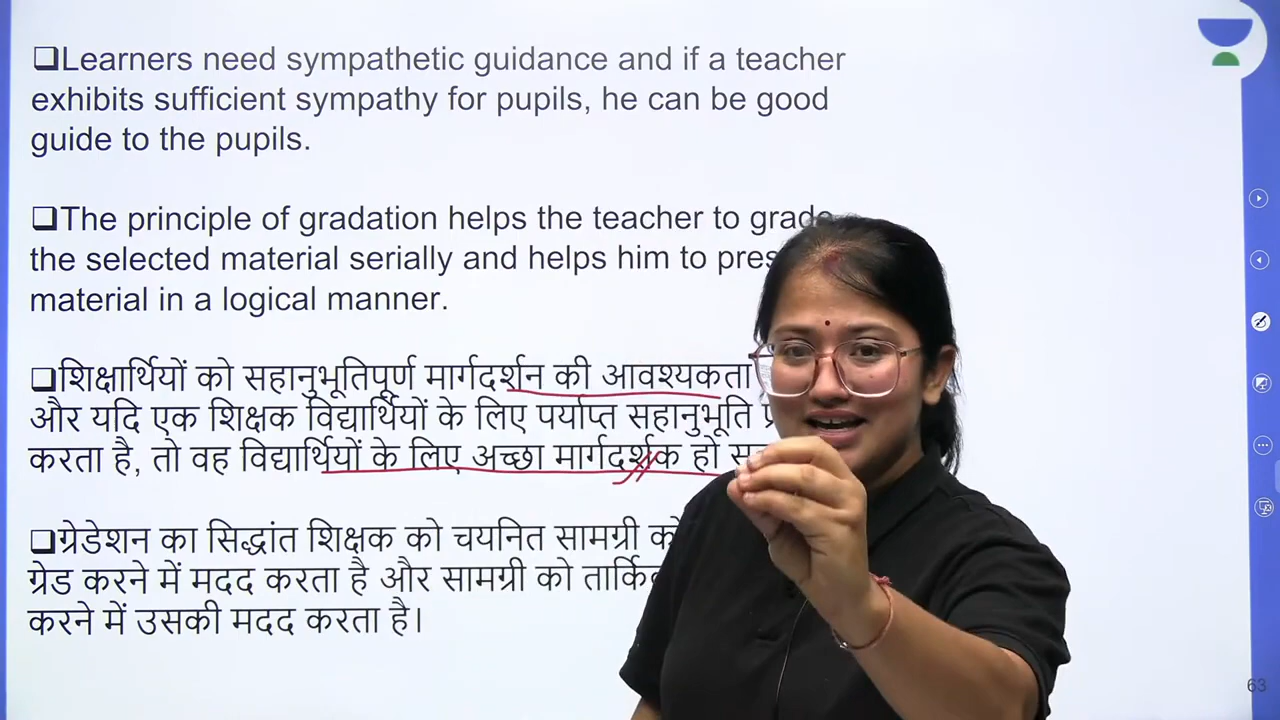 ❑Learners need sympathetic guidance and if a teacher
exhibits sufficient sympathy for pupils, he can be good
guide to the pupils.
❑The principle of gradation helps the teacher to grade
the selected material serially and helps him to
material in a logical manner.
❑शिक्षार्थियों को सहानुभूतिपूर्ण मार्गदर्शन की आवश्यकता
और यदि एक शिक्षक विद्यार्थियों के लिए पर्याप्त सहानुभूति
करता है, तो वह विद्यार्थियों के लिए अच्छा मार्गदर्शक हो
❑ग्रेडेशन का सिद्धांत शिक्षक को चयनित सामग्री को
ग्रेड करने में मदद करता है और सामग्री को
करने में उसकी मदद करता है।
63